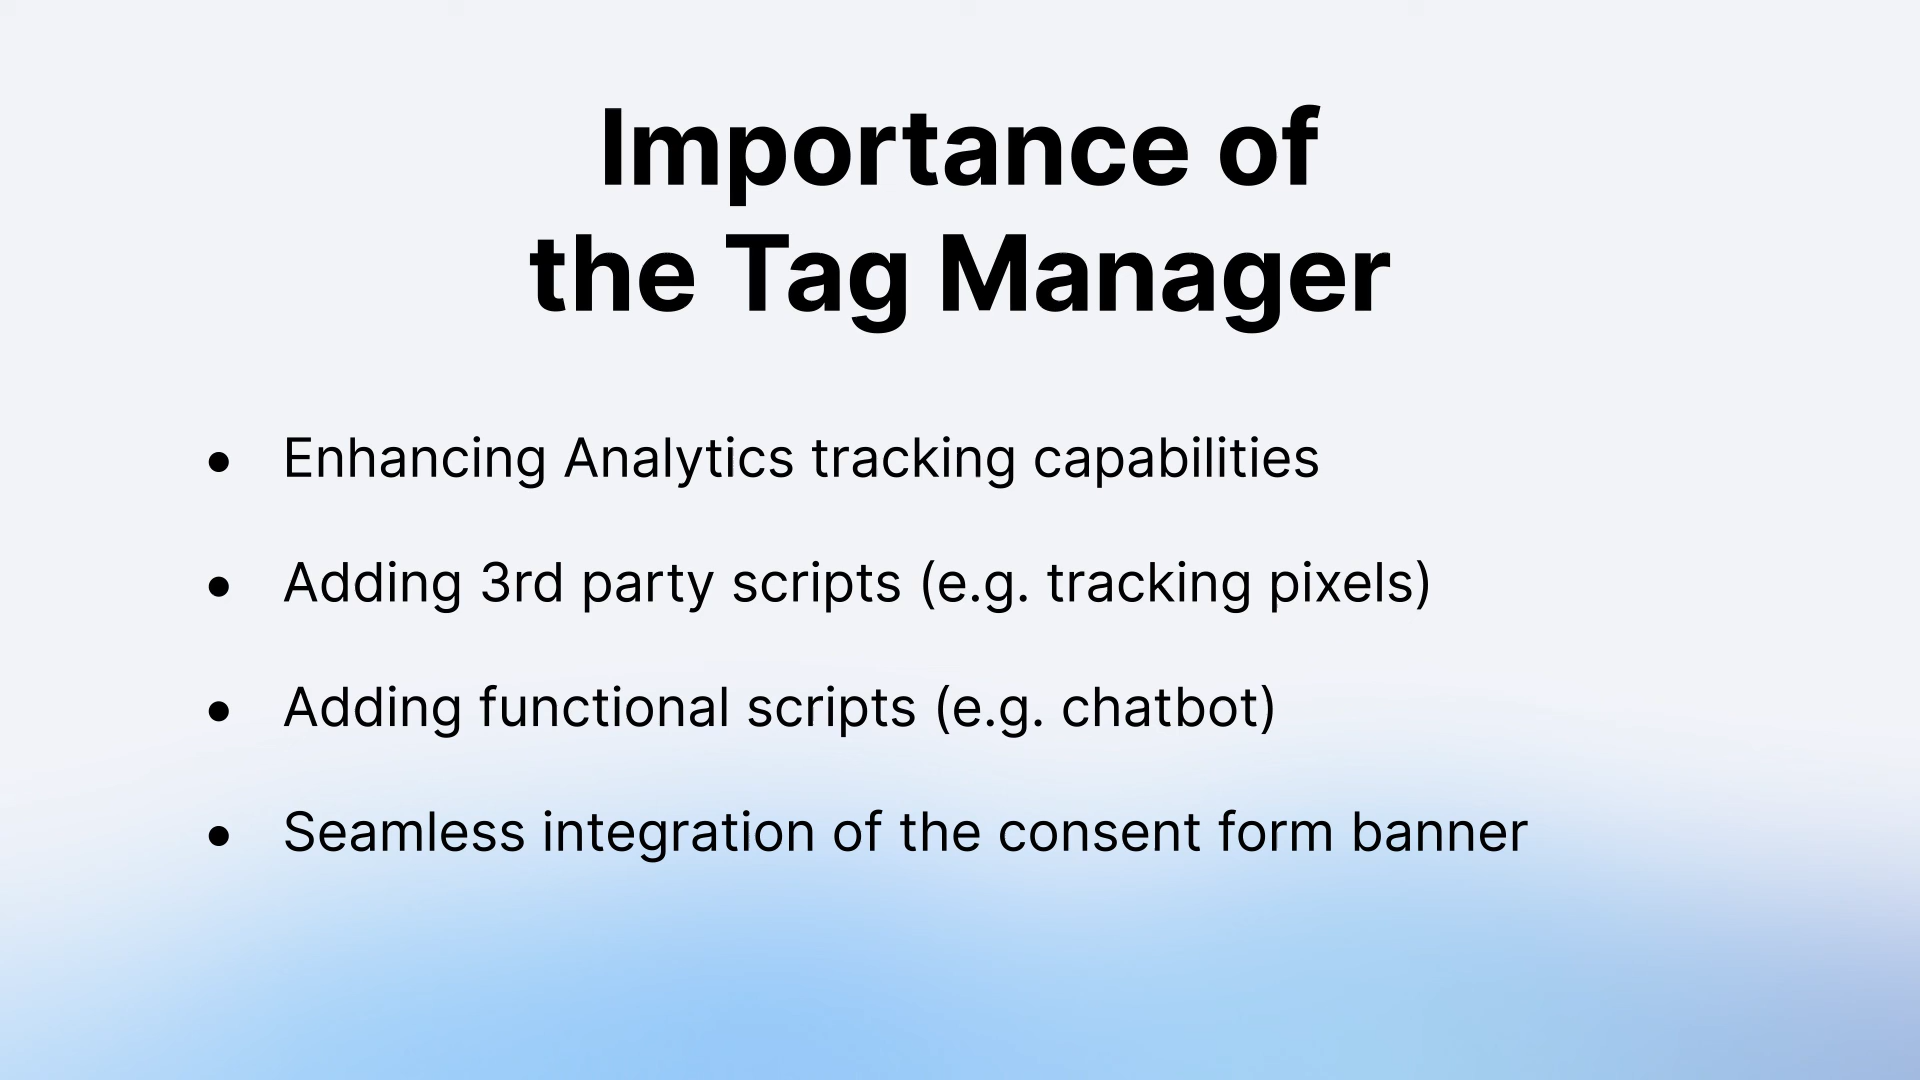 Importance of
the Tag Manager
• Enhancing Analytics tracking capabilities
• Adding 3rd party scripts (e.g. tracking pixels)
• Adding functional scripts (e.g. chatbot)
• Seamless integration of the consent form banner